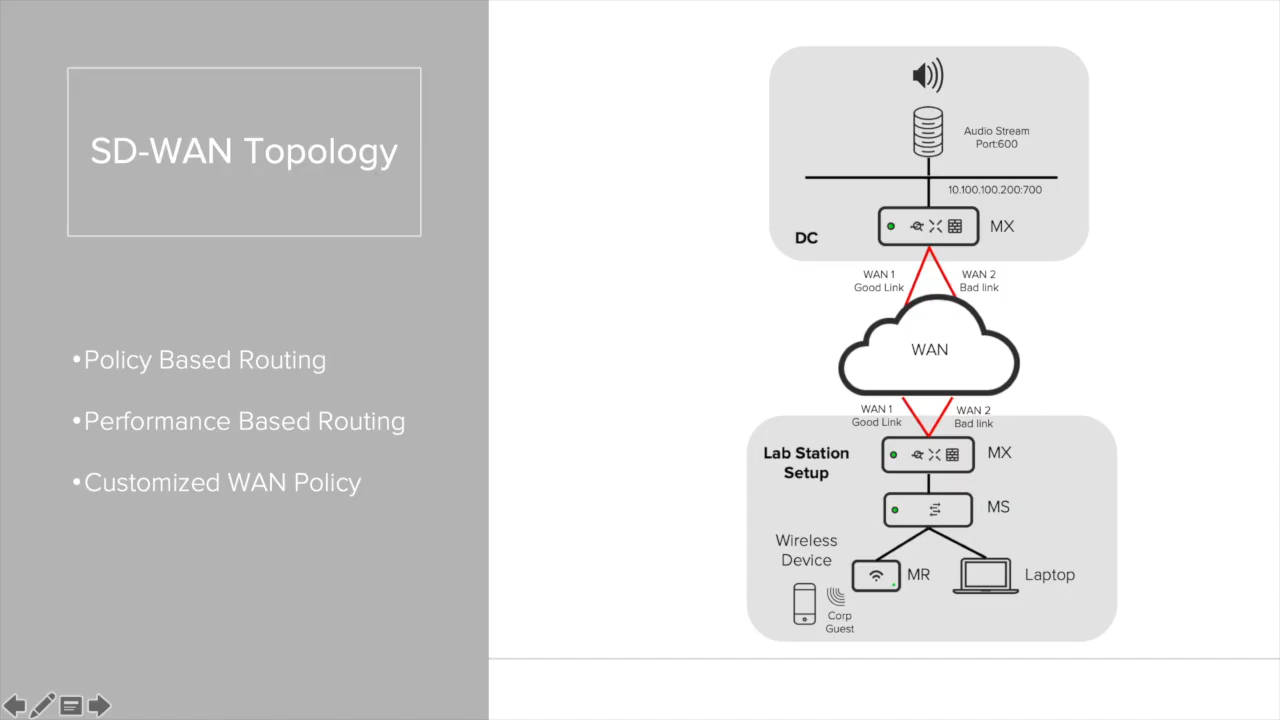 SD-WAN Topology
•Policy Based Routing
•Performance Based Routing
•Customized WAN Policy
Audio Stream
Port:600
10.100.100.200:700
MX
DC
WAN 1
Good Link
WAN 2
Bad link
WAN
WAN 1
Good Link
WAN 2
Bad link
Lab Station
Setup
MX
MS
Wireless
Device
MR
Laptop
Corp
Guest